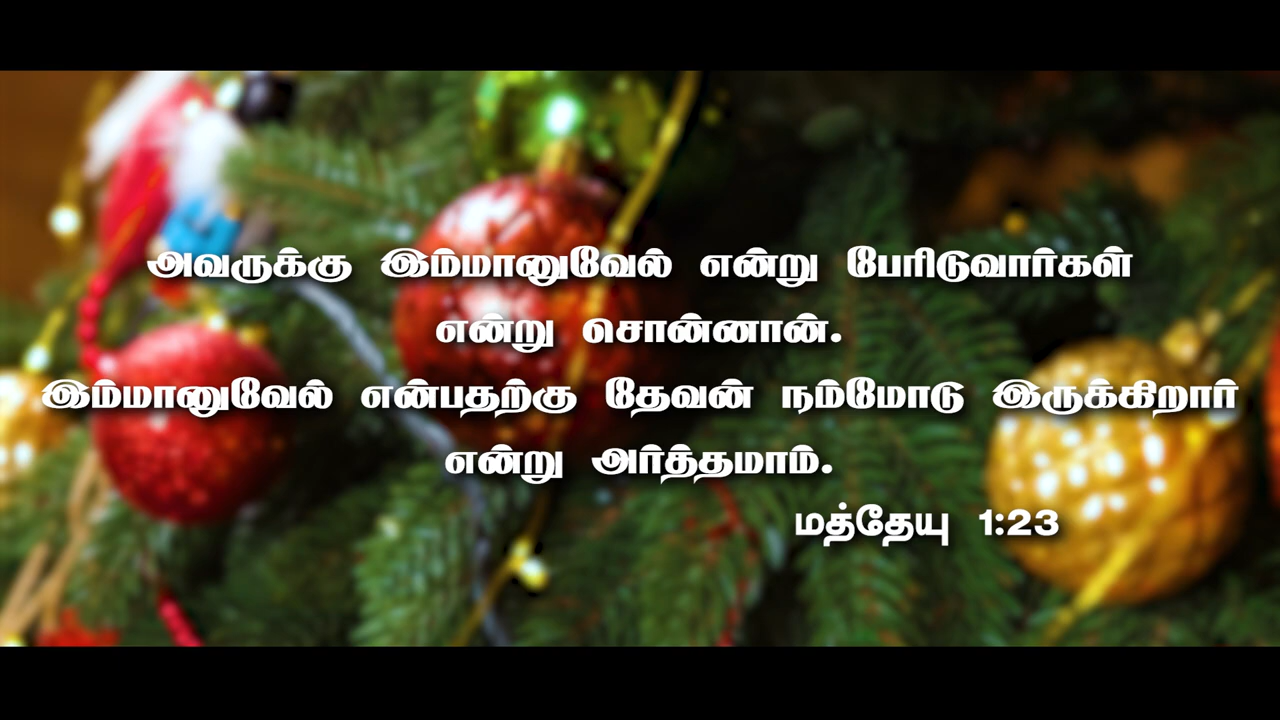 அவருக்கு இம்மானுவேல் என்று பேரிடுவார்கள்
என்று சொன்னான்.
இம்மானுவேல் என்பதற்கு தேவன் நம்மோடு இருக்கிறார்
என்று அர்த்தமாம்.
மத்தேயு 1:23